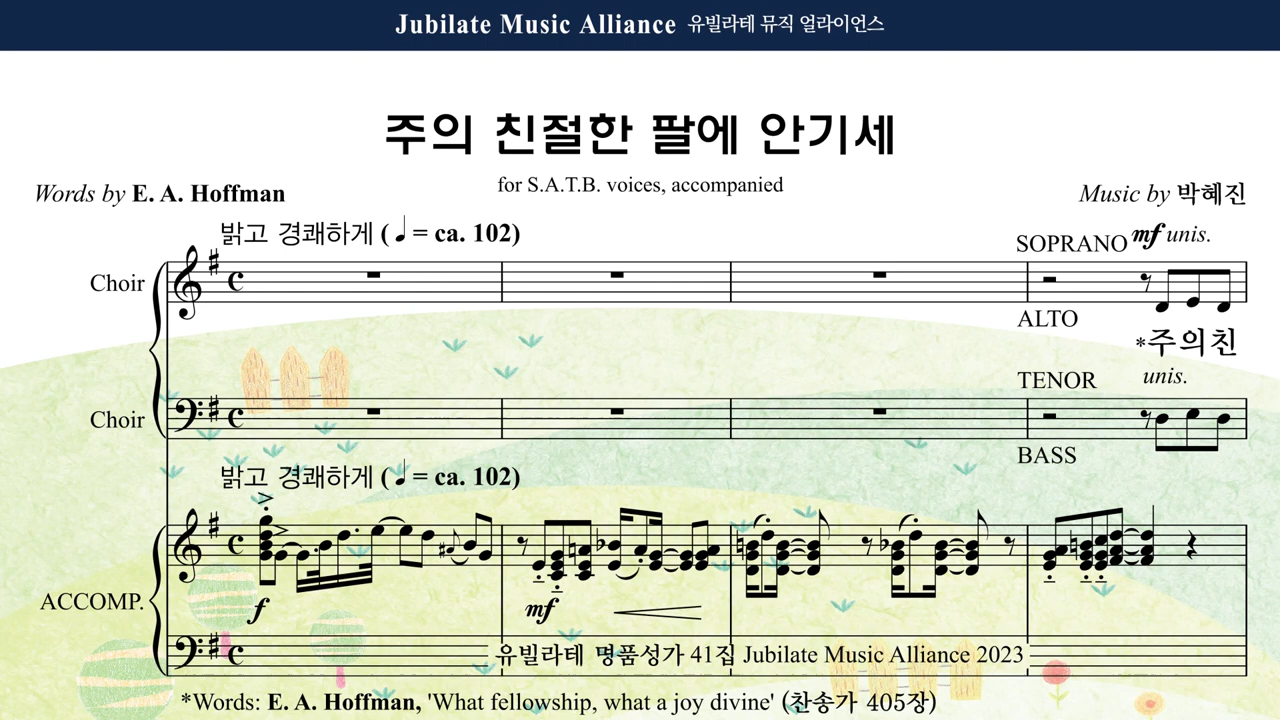 Jubilate Music Alliance 유빌라테 뮤직 얼라이언스
주의 친절한 팔에 안기세
for S.A.T.B. voices, accompanied
Words by E. A. Hoffman
Music by 박혜진
밝고 경쾌하게 (♩ = ca. 102)
SOPRANO mf unis.
Choir
ALTO
*주의친
TENOR unis.
Choir
BASS
밝고 경쾌하게 (♩ = ca. 102)
ACCOMP.
f mf
유빌라테 명품성가 41집 Jubilate Music Alliance 2023
*Words: E. A. Hoffman, 'What fellowship, what a joy divine' (찬송가 405장)